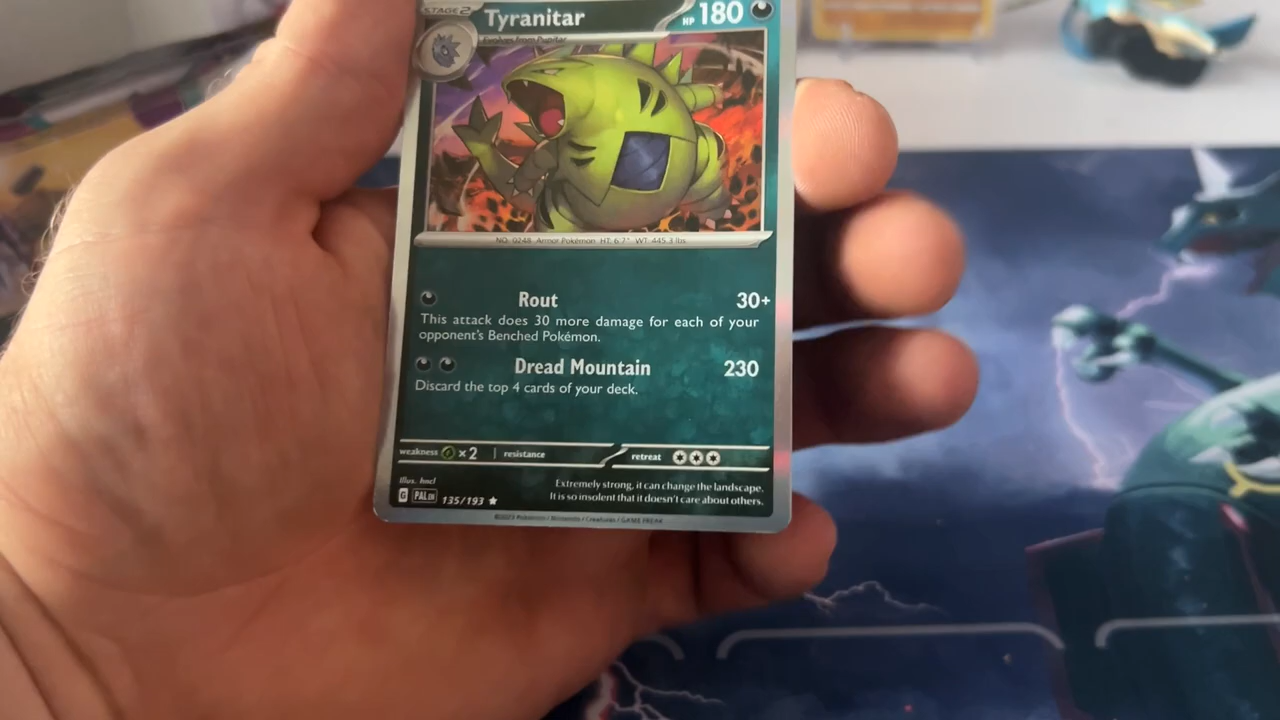 STAGE 2 Tyranitar HP 180
Evolves from Pupitar
NO. 0248 Armor Pokémon HT: 6'7" WT: 445.3 lbs.
Rout 30+
This attack does 30 more damage for each of your
opponent's Benched Pokémon.
Dread Mountain 230
Discard the top 4 cards of your deck.
weakness ×2 resistance retreat
Illus. hncl
Extremely strong, it can change the landscape.
It is so insolent that it doesn't care about others.
G PAL EN 135/193
©2023 Pokémon / Nintendo / Creatures / GAME FREAK